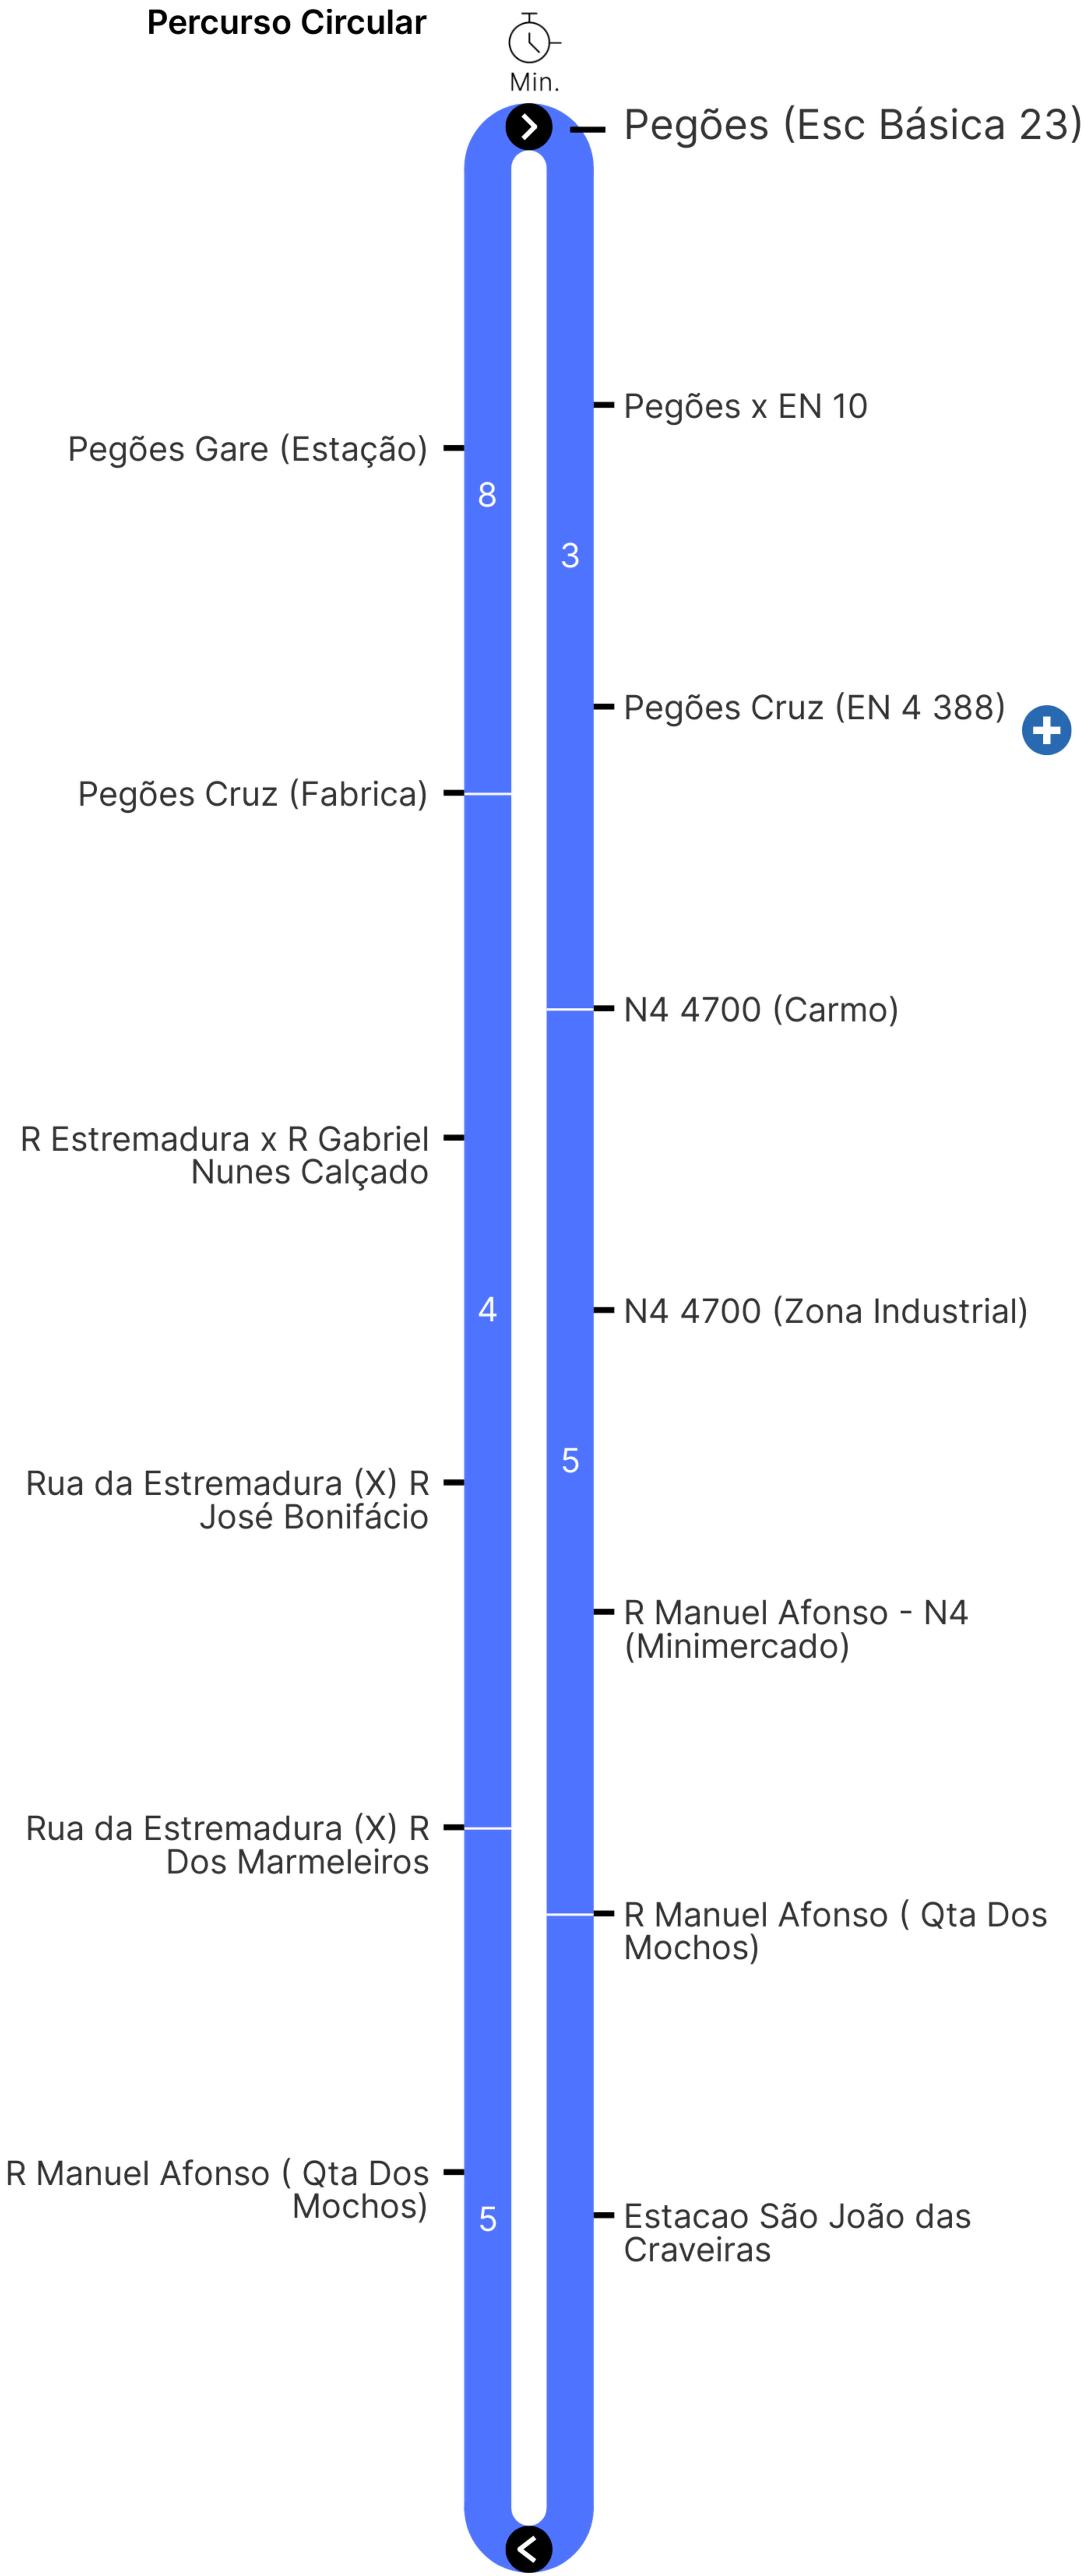 Percurso Circular
Min.
Pegões (Esc Básica 23)
Pegões x EN 10
Pegões Gare (Estação)
8
3
Pegões Cruz (EN 4 388)
Pegões Cruz (Fabrica)
N4 4700 (Carmo)
R Estremadura x R Gabriel
Nunes Calçado
4
N4 4700 (Zona Industrial)
5
Rua da Estremadura (X) R
José Bonifácio
R Manuel Afonso - N4
(Minimercado)
Rua da Estremadura (X) R
Dos Marmeleiros
R Manuel Afonso ( Qta Dos
Mochos)
R Manuel Afonso ( Qta Dos
Mochos)
5
Estacao São João das
Craveiras